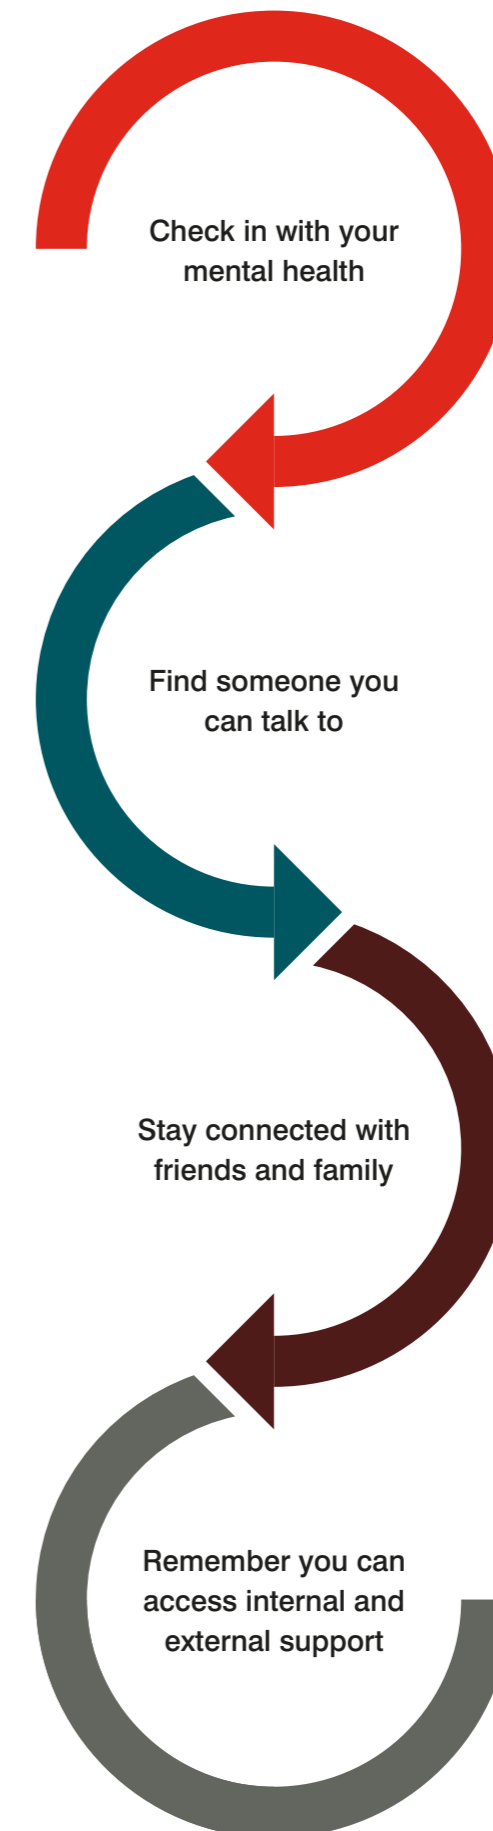 Check in with your
mental health
Find someone you
can talk to
Stay connected with
friends and family
Remember you can
access internal and
external support